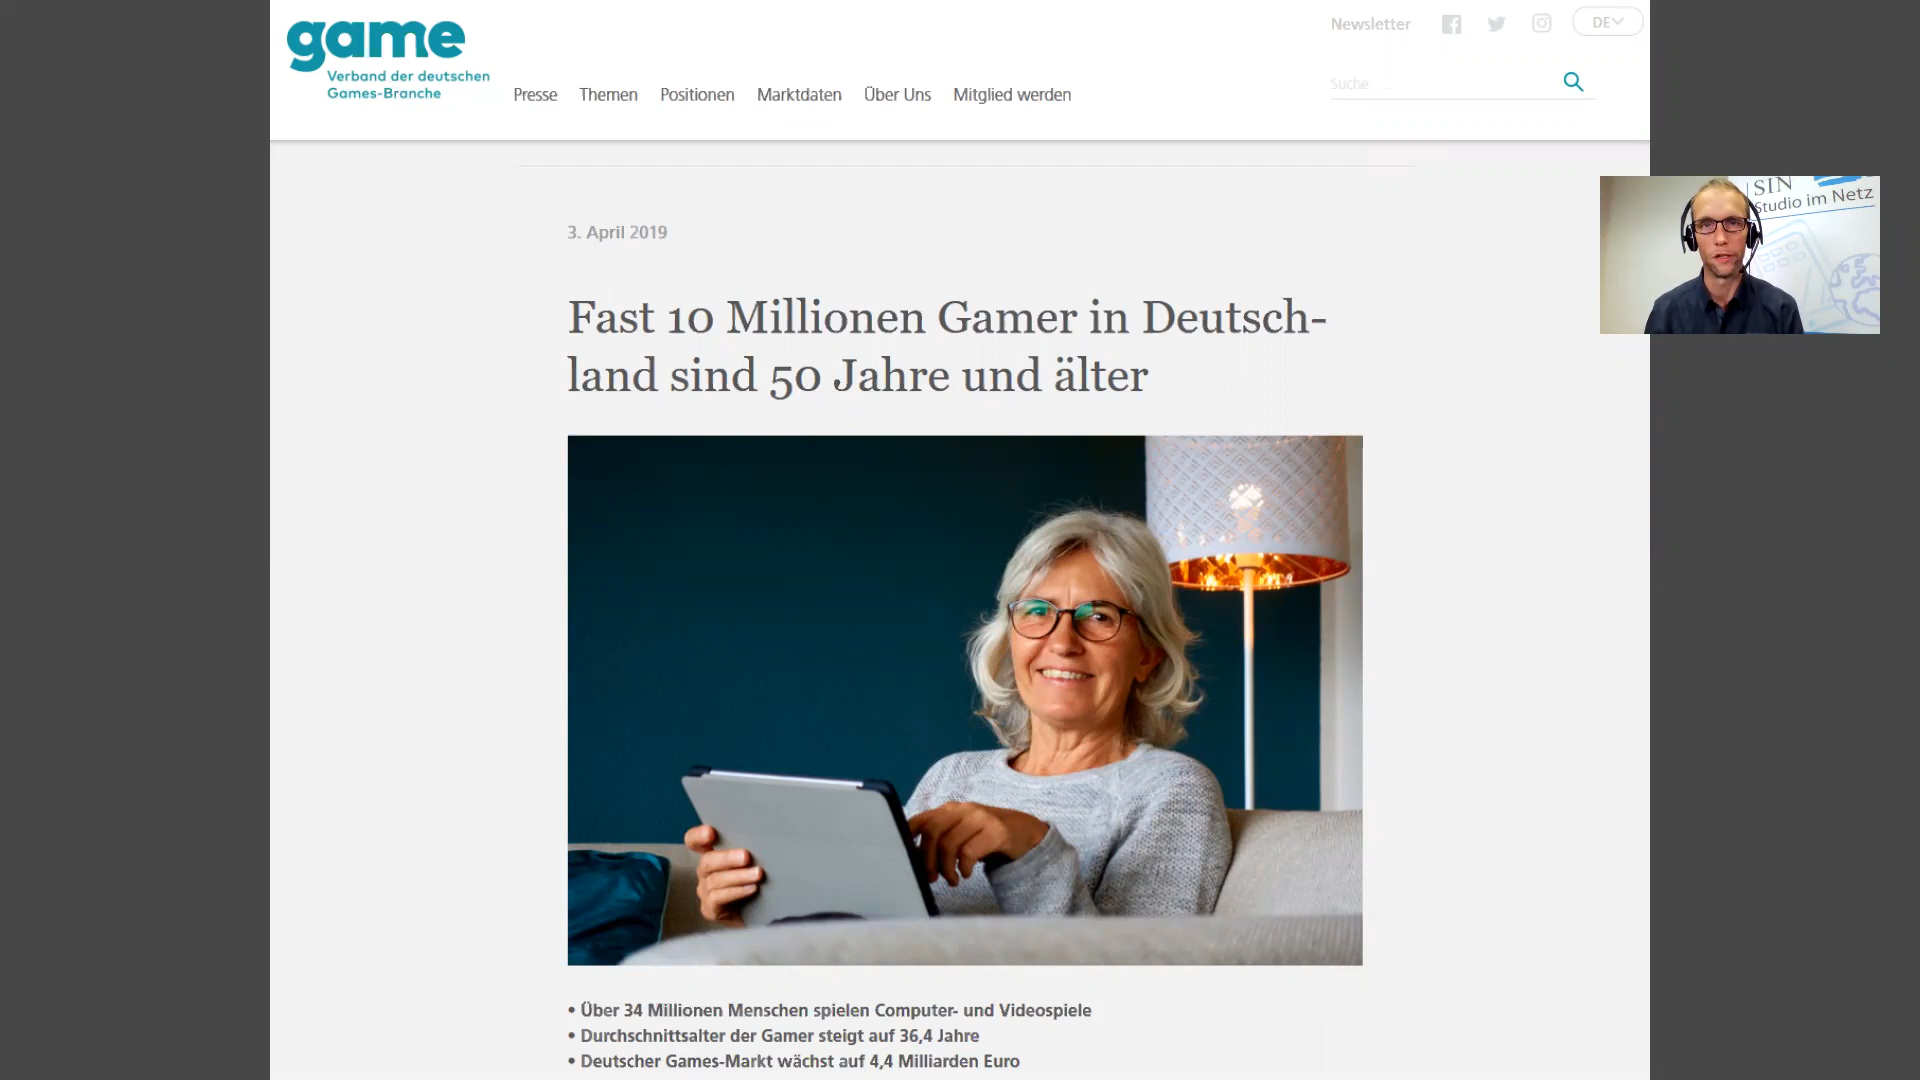 game
Verband der deutschen
Games-Branche
Presse Themen Positionen Marktdaten Über Uns Mitglied werden
Newsletter
DE
Suche ...
SIN
Studio im Netz
3. April 2019
Fast 10 Millionen Gamer in Deutsch-
land sind 50 Jahre und älter
• Über 34 Millionen Menschen spielen Computer- und Videospiele
• Durchschnittsalter der Gamer steigt auf 36,4 Jahre
• Deutscher Games-Markt wächst auf 4,4 Milliarden Euro